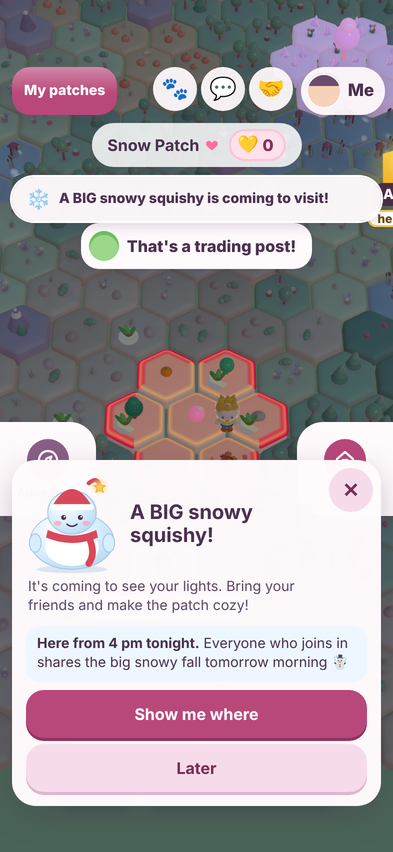 My patches
💬
Me
Snow Patch
💛 0
A BIG snowy squishy is coming to visit!
A
he
That's a trading post!
A BIG snowy
squishy!
It's coming to see your lights. Bring your
friends and make the patch cozy!
Here from 4 pm tonight. Everyone who joins in
shares the big snowy fall tomorrow morning ☃️
Show me where
Later